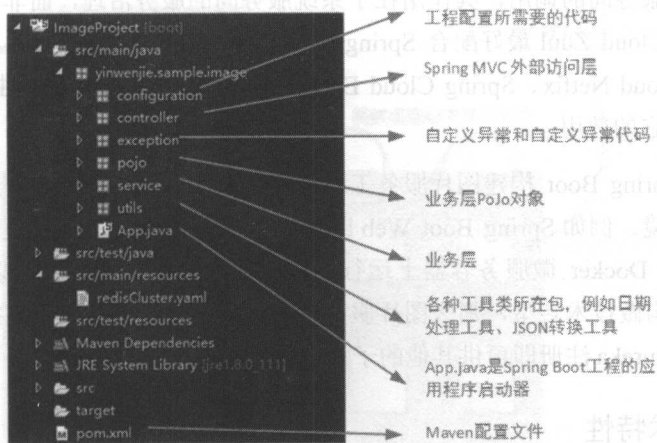 ImageProject [boot]
src/main/java
yinwenjie.sample.image
configuration
controller
exception
pojo
service
utils
App.java
src/test/java
src/main/resources
redisCluster.yaml
src/test/resources
Maven Dependencies
JRE System Library [jre1.8.0_111]
src
target
pom.xml
工程配置所需要的代码
Spring MVC 外部访问层
自定义异常和自定义异常代码
业务层PoJo对象
业务层
各种工具类所在包，例如日期
处理工具、JSON转换工具
App.java是Spring Boot工程的应
用程序启动器
Maven配置文件